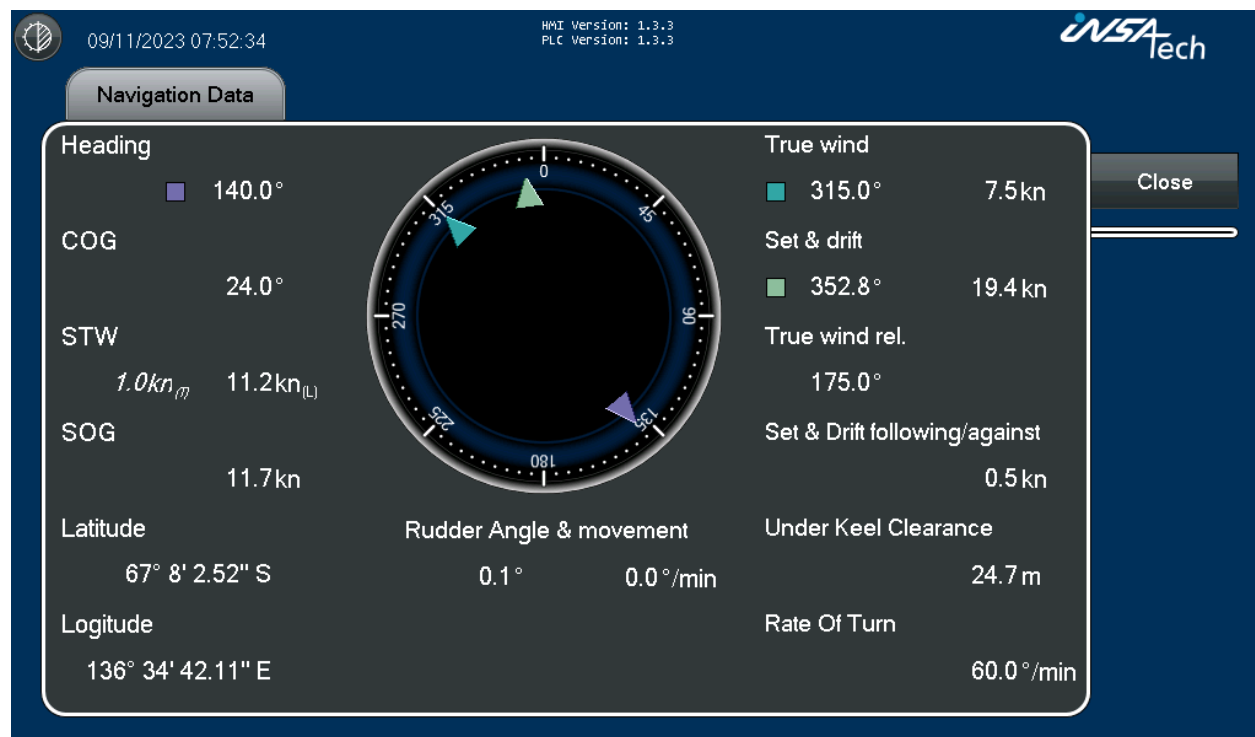 09/11/2023 07:52:34
HMI Version: 1.3.3
PLC Version: 1.3.3
iNSATech
Navigation Data
Close
Heading
140.0°
COG
24.0°
STW
1.0kn(T) 11.2kn(L)
SOG
11.7kn
Latitude
67° 8' 2.52" S
Logitude
136° 34' 42.11" E
0
45
90
135
180
225
270
315
Rudder Angle & movement
0.1° 0.0°/min
True wind
315.0° 7.5kn
Set & drift
352.8° 19.4kn
True wind rel.
175.0°
Set & Drift following/against
0.5kn
Under Keel Clearance
24.7m
Rate Of Turn
60.0°/min